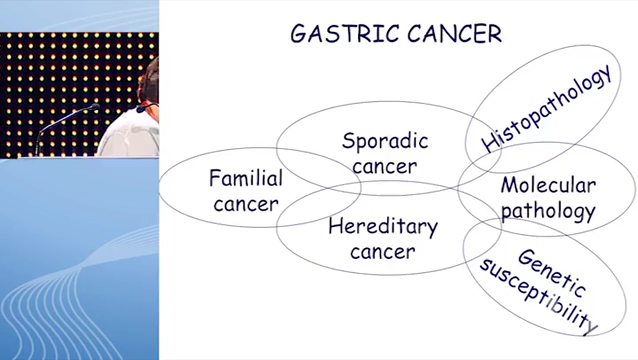 GASTRIC CANCER
Histopathology
Sporadic
cancer
Familial
cancer
Molecular
pathology
Hereditary
cancer
Genetic
susceptibility